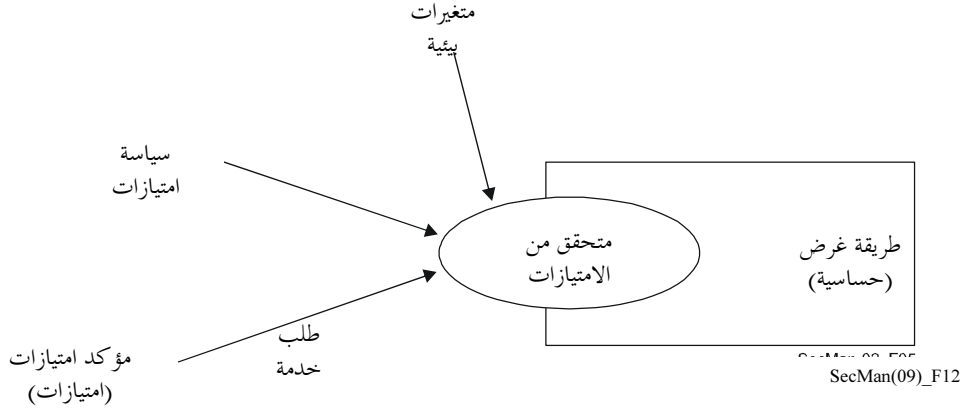 متغيرات
بيئية
سياسة
امتيازات
متحقق من
الامتيازات
طريقة غرض
(حساسية)
طلب
خدمة
مؤكد امتيازات
(امتيازات)
SecMan(09)_F12